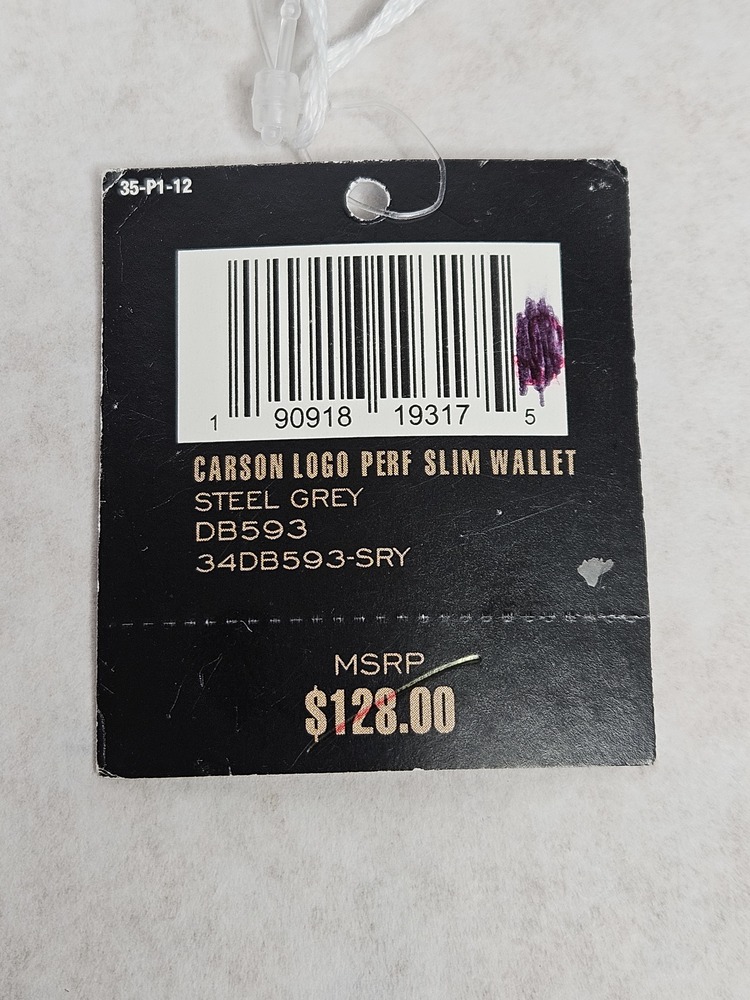 35-P1-12
1 90918 19317 5
CARSON LOGO PERF SLIM WALLET
STEEL GREY
DB593
34DB593-SRY
MSRP
$128.00